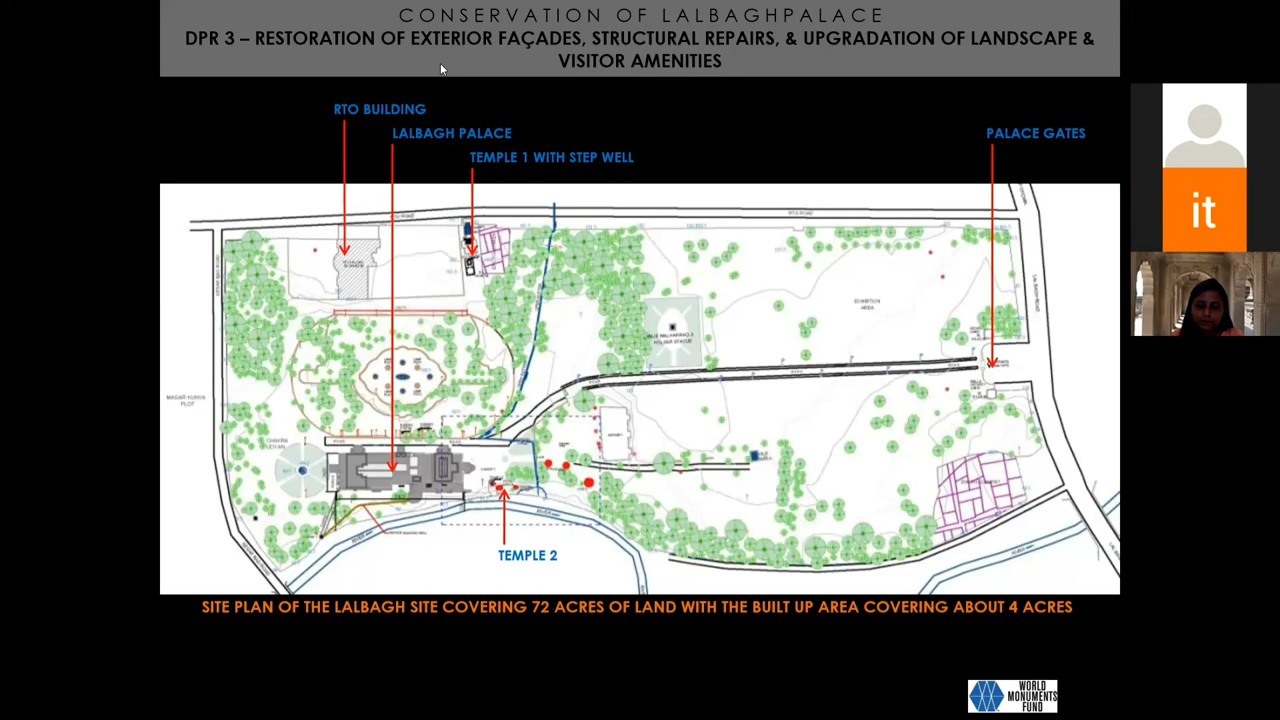 CONSERVATION OF LALBAGHPALACE
DPR 3 – RESTORATION OF EXTERIOR FAÇADES, STRUCTURAL REPAIRS, & UPGRADATION OF LANDSCAPE &
VISITOR AMENITIES
RTO BUILDING
LALBAGH PALACE
PALACE GATES
TEMPLE 1 WITH STEP WELL
it
EXHIBITION
AREA
TEMPLE 2
SITE PLAN OF THE LALBAGH SITE COVERING 72 ACRES OF LAND WITH THE BUILT UP AREA COVERING ABOUT 4 ACRES
WORLD
MONUMENTS
FUND